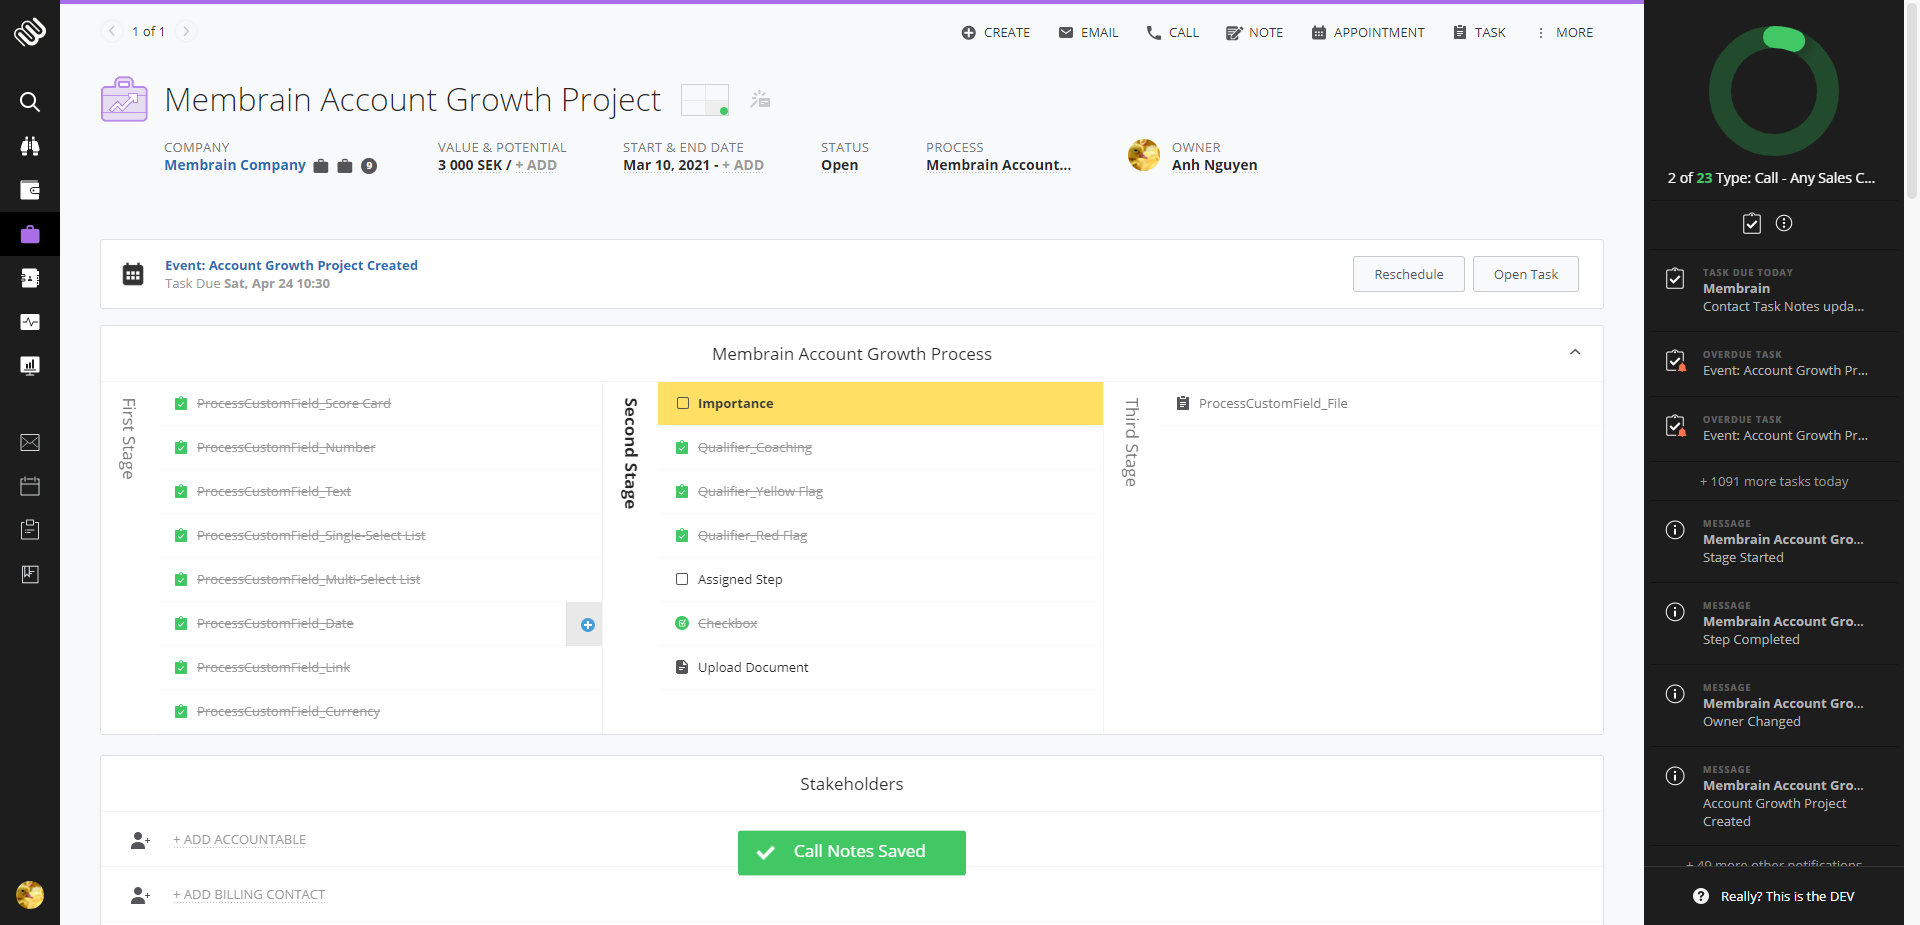 1 of 1
CREATE
EMAIL
CALL
NOTE
APPOINTMENT
TASK
MORE
Membrain Account Growth Project
COMPANY
Membrain Company
9
VALUE & POTENTIAL
3 000 SEK / + ADD
START & END DATE
Mar 10, 2021 - + ADD
STATUS
Open
PROCESS
Membrain Account...
OWNER
Anh Nguyen
Event: Account Growth Project Created
Task Due Sat, Apr 24 10:30
Reschedule
Open Task
Membrain Account Growth Process
First Stage
ProcessCustomField_Score Card
ProcessCustomField_Number
ProcessCustomField_Text
ProcessCustomField_Single-Select List
ProcessCustomField_Multi-Select List
ProcessCustomField_Date
ProcessCustomField_Link
ProcessCustomField_Currency
Second Stage
Importance
Qualifier_Coaching
Qualifier_Yellow Flag
Qualifier_Red Flag
Assigned Step
Checkbox
Upload Document
Third Stage
ProcessCustomField_File
Stakeholders
+ ADD ACCOUNTABLE
+ ADD BILLING CONTACT
Call Notes Saved
2 of 23 Type: Call - Any Sales C...
TASK DUE TODAY
Membrain
Contact Task Notes upda...
OVERDUE TASK
Event: Account Growth Pr...
OVERDUE TASK
Event: Account Growth Pr...
+ 1091 more tasks today
MESSAGE
Membrain Account Gro...
Stage Started
MESSAGE
Membrain Account Gro...
Step Completed
MESSAGE
Membrain Account Gro...
Owner Changed
MESSAGE
Membrain Account Gro...
Account Growth Project
Created
+ 49 more other notifications
Really? This is the DEV